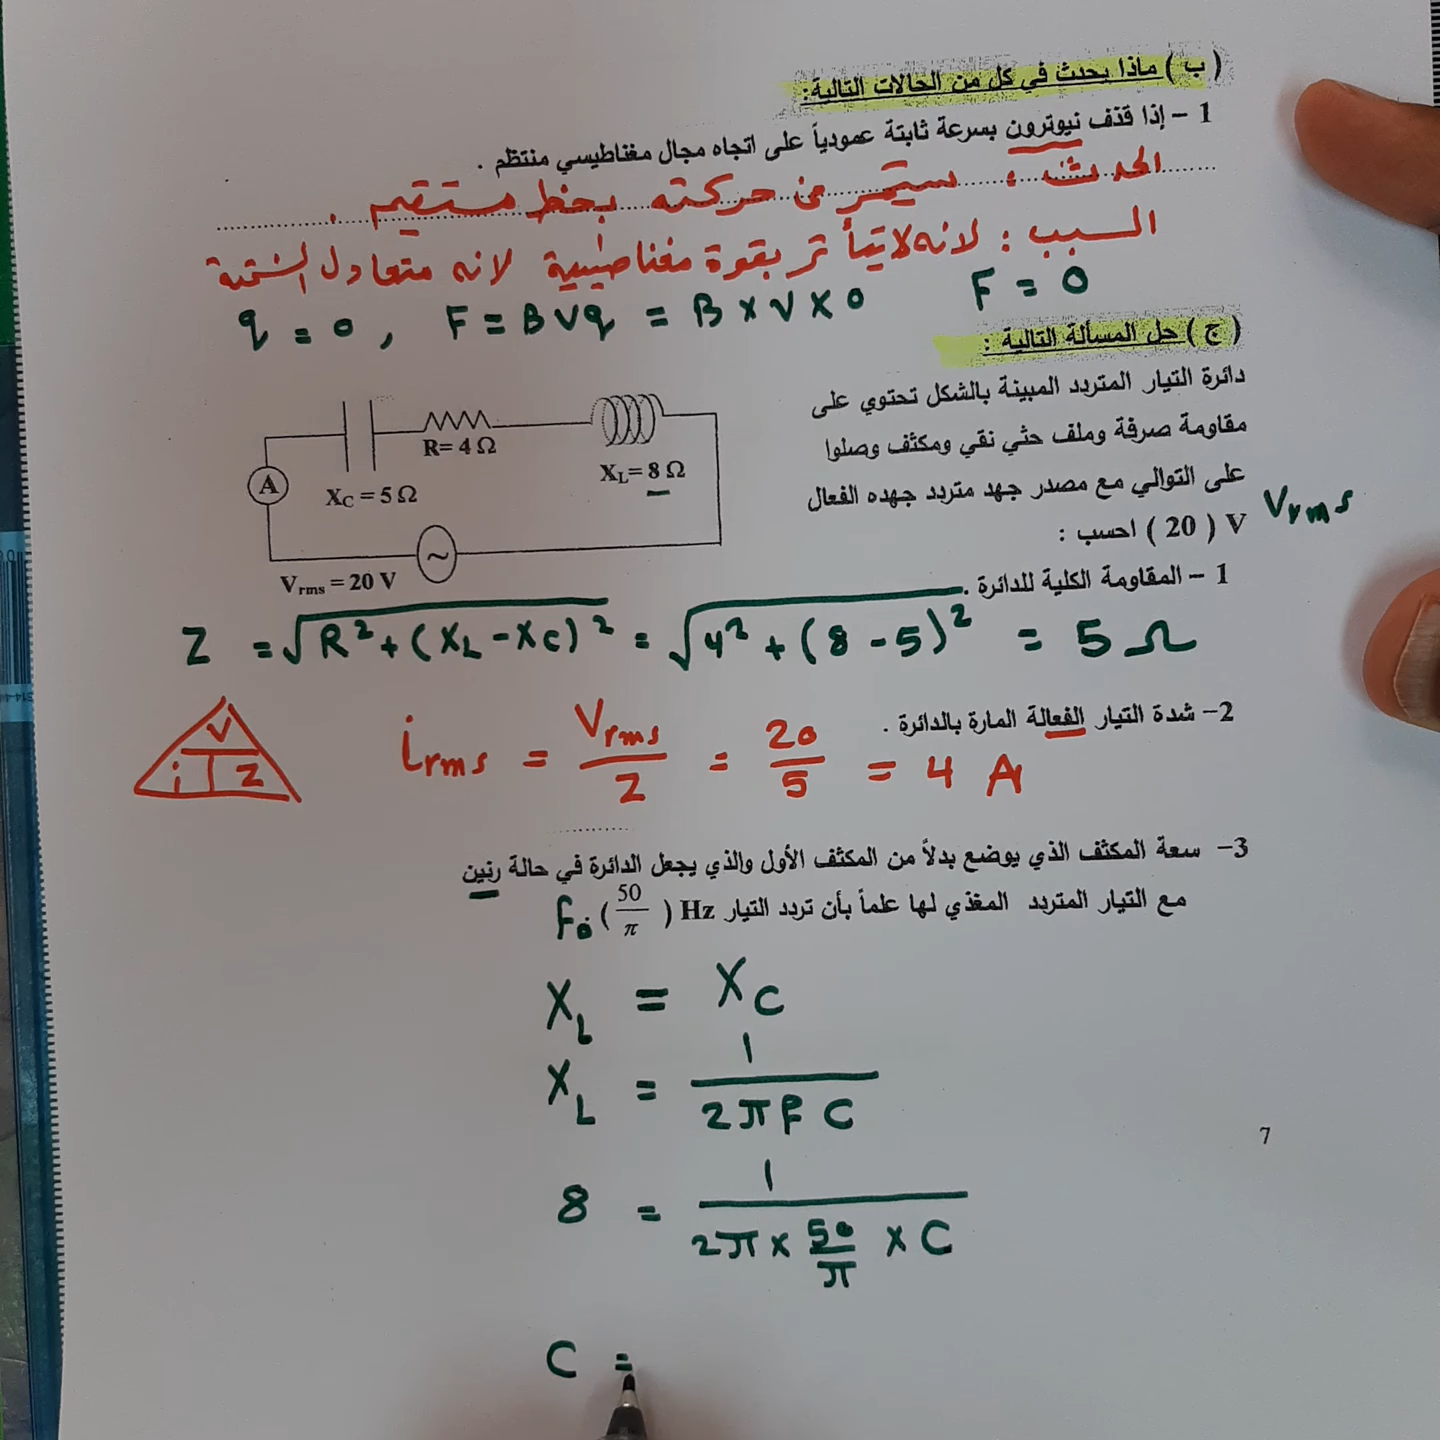 ( ب ) ماذا يحدث في كل من الحالات التالية:
1 – إذا قذف نيوترون بسرعة ثابتة عمودياً على اتجاه مجال مغناطيسي منتظم .
الحدث : ستمر في حركته بخط مستقيم .
السبب : لانه لا يتأثر بقوة مغناطيسية لانه متعادل الشحنة
q = 0 , F = B v q = B × v × 0 F = 0
( ج ) حل المسألة التالية :
دائرة التيار المتردد المبينة بالشكل تحتوي على
مقاومة صرفة وملف حثي نقي ومكثف وصلوا
على التوالي مع مصدر جهد متردد جهده الفعال
V ( 20 ) احسب :
Vrms
R= 4 Ω
XL= 8 Ω
A
XC = 5 Ω
~
Vrms = 20 V
1 – المقاومة الكلية للدائرة .
Z = √R² + (XL – XC)² = √4² + (8 - 5)² = 5 Ω
2– شدة التيار الفعالة المارة بالدائرة .
V
i Z
irms = Vrms / Z = 20 / 5 = 4 A
3– سعة المكثف الذي يوضع بدلاً من المكثف الأول والذي يجعل الدائرة في حالة رنين
مع التيار المتردد المغذي لها علماً بأن تردد التيار Hz ( 50 / π ) F₀
XL = XC
XL = 1 / 2π F C
7
8 = 1 / 2π × 50/π × C
C =